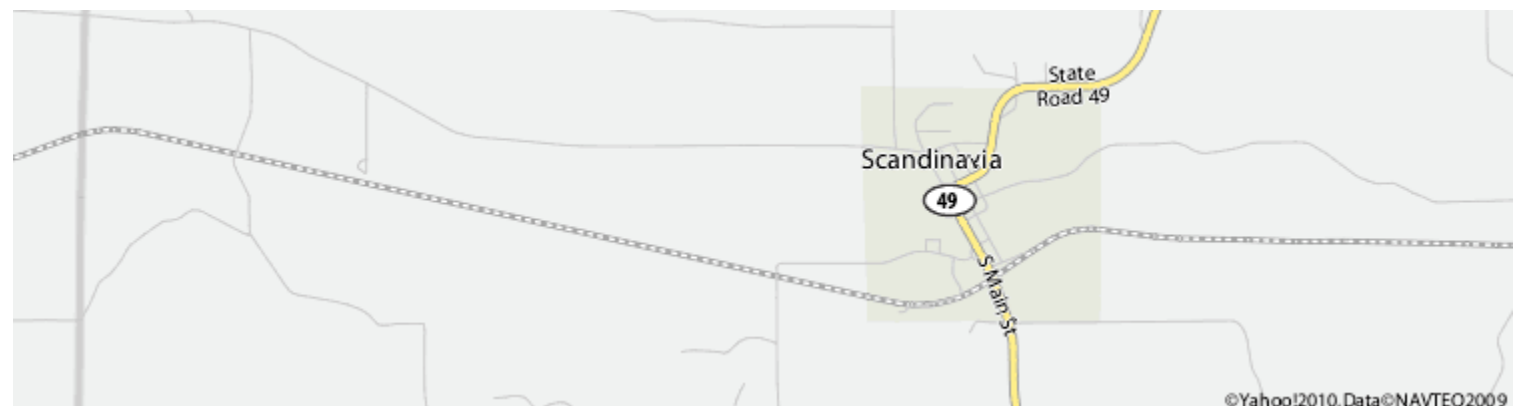 State
Road 49
Scandinavia
49
S Main St
©Yahoo!2010, Data©NAVTEQ2009